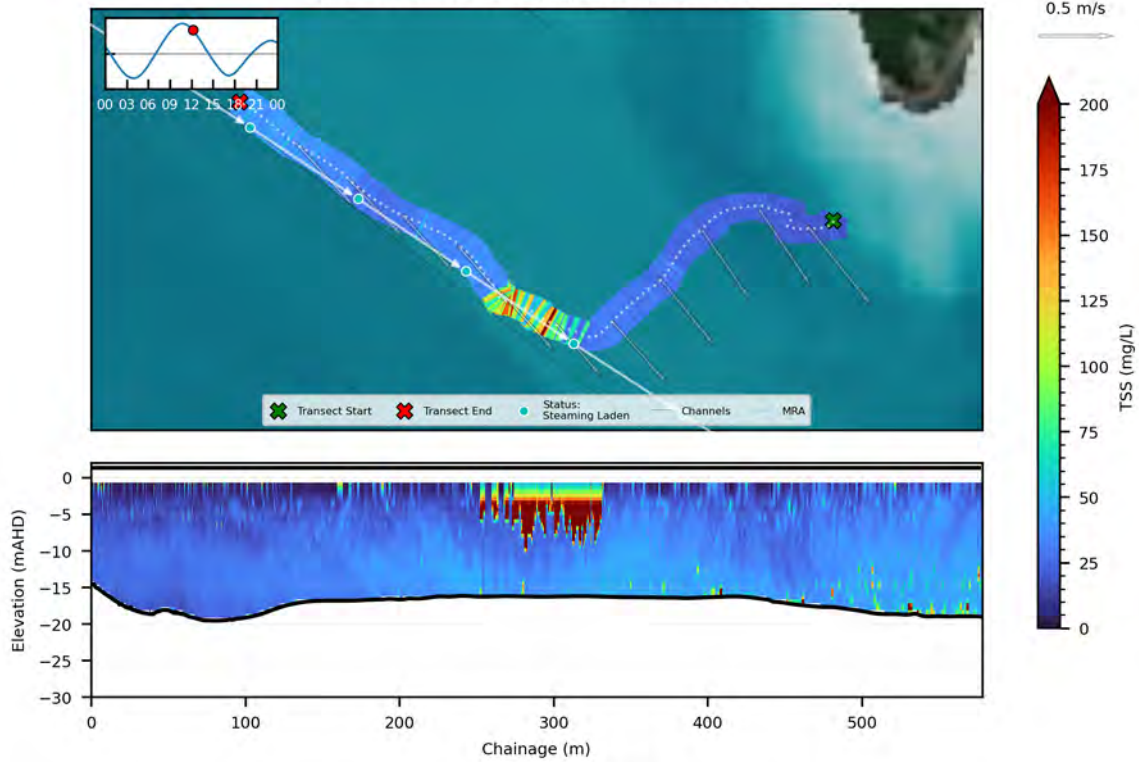 0.5 m/s
00 03 06 09 12 15 18 21 00
Transect Start
Transect End
Status:
Steaming Laden
Channels
MRA
200
175
150
125
100
75
50
25
0
TSS (mg/L)
0
−5
−10
−15
−20
−25
−30
Elevation (mAHD)
0 100 200 300 400 500
Chainage (m)